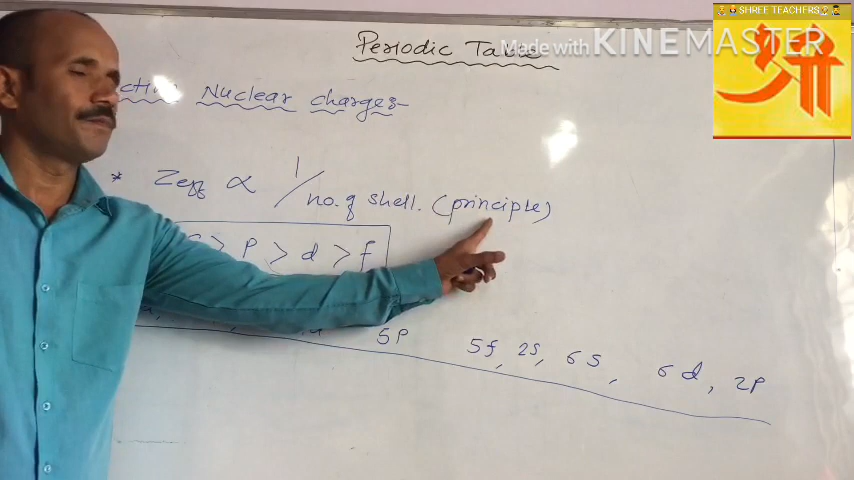 SHREE TEACHERS
श्री
Made with KINEMASTER
Periodic Table
Nuclear charges-
* Zeff ∝ 1/no. of shell. (principle)
> p > d > f
5p 5f, 2s, 6s, 6d, 2p